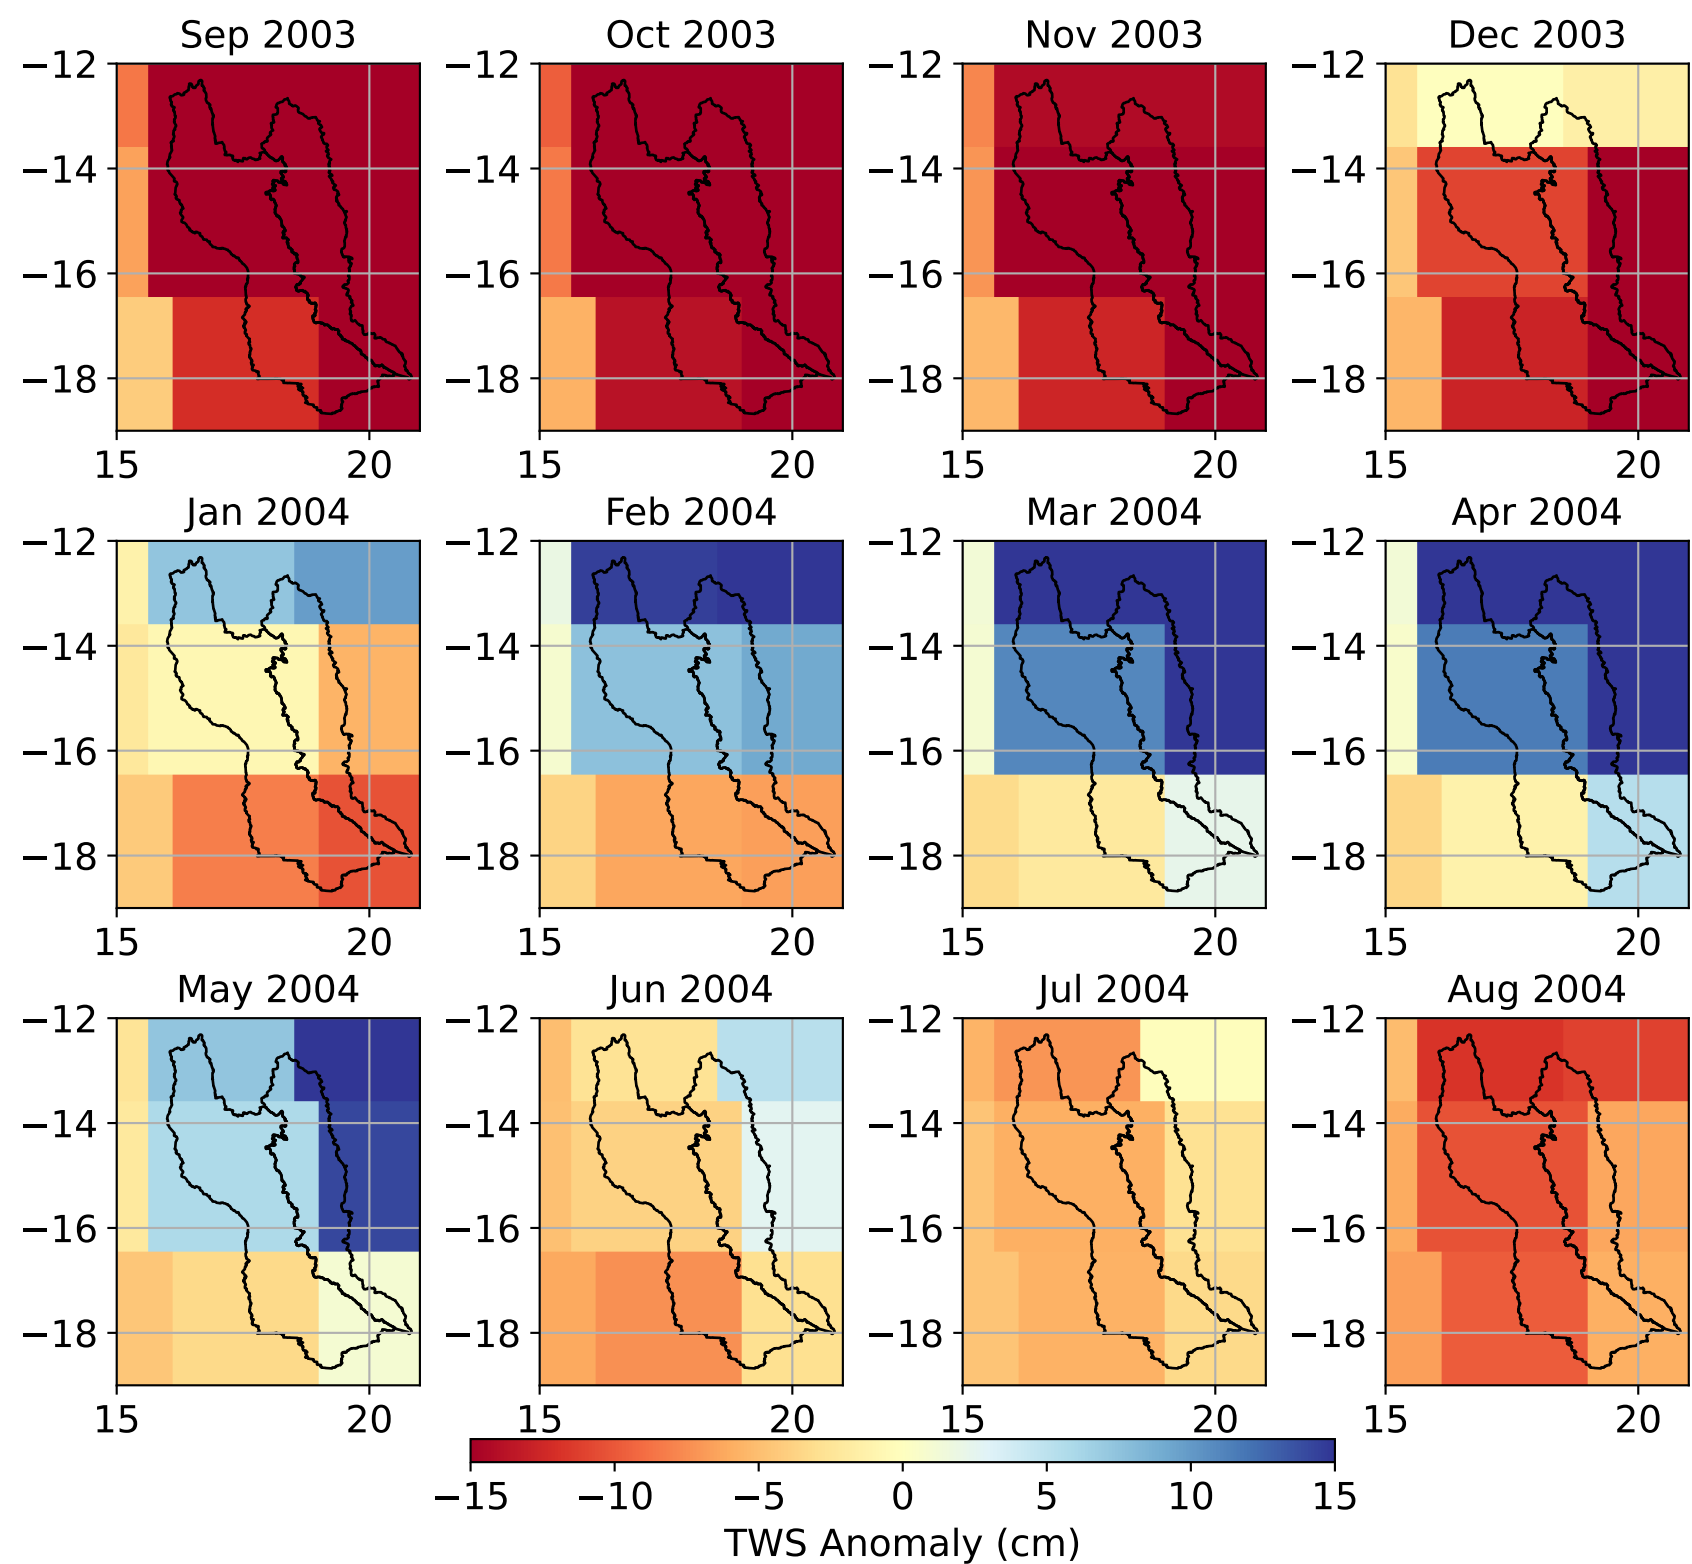 Sep 2003 Oct 2003 Nov 2003 Dec 2003
−12 −12 −12 −12
−14 −14 −14 −14
−16 −16 −16 −16
−18 −18 −18 −18
15 20 15 20 15 20 15 20
Jan 2004 Feb 2004 Mar 2004 Apr 2004
−12 −12 −12 −12
−14 −14 −14 −14
−16 −16 −16 −16
−18 −18 −18 −18
15 20 15 20 15 20 15 20
May 2004 Jun 2004 Jul 2004 Aug 2004
−12 −12 −12 −12
−14 −14 −14 −14
−16 −16 −16 −16
−18 −18 −18 −18
15 20 15 20 15 20 15 20
−15 −10 −5 0 5 10 15
TWS Anomaly (cm)